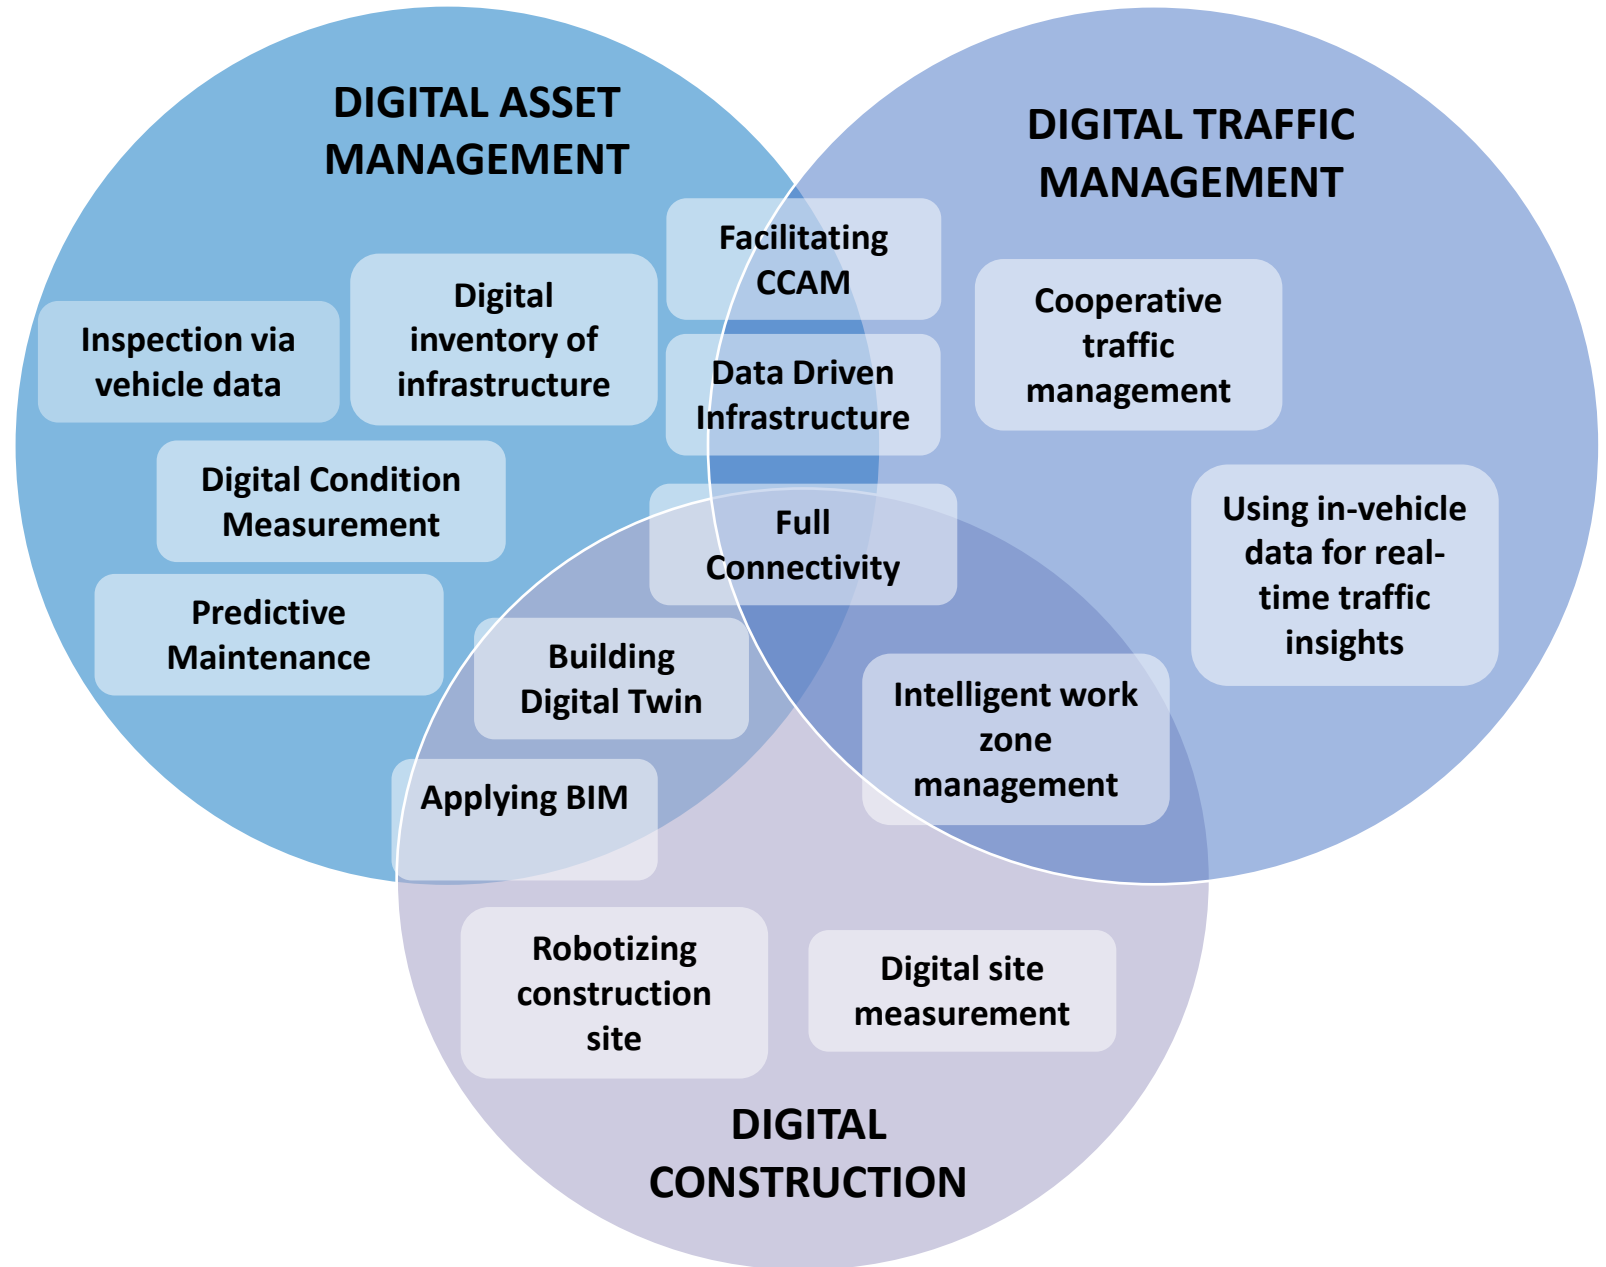 DIGITAL ASSET
MANAGEMENT
DIGITAL TRAFFIC
MANAGEMENT
Facilitating
CCAM
Digital
inventory of
infrastructure
Inspection via
vehicle data
Cooperative
traffic
management
Data Driven
Infrastructure
Digital Condition
Measurement
Full
Connectivity
Using in-vehicle
data for real-
time traffic
insights
Predictive
Maintenance
Building
Digital Twin
Intelligent work
zone
management
Applying BIM
Robotizing
construction
site
Digital site
measurement
DIGITAL
CONSTRUCTION